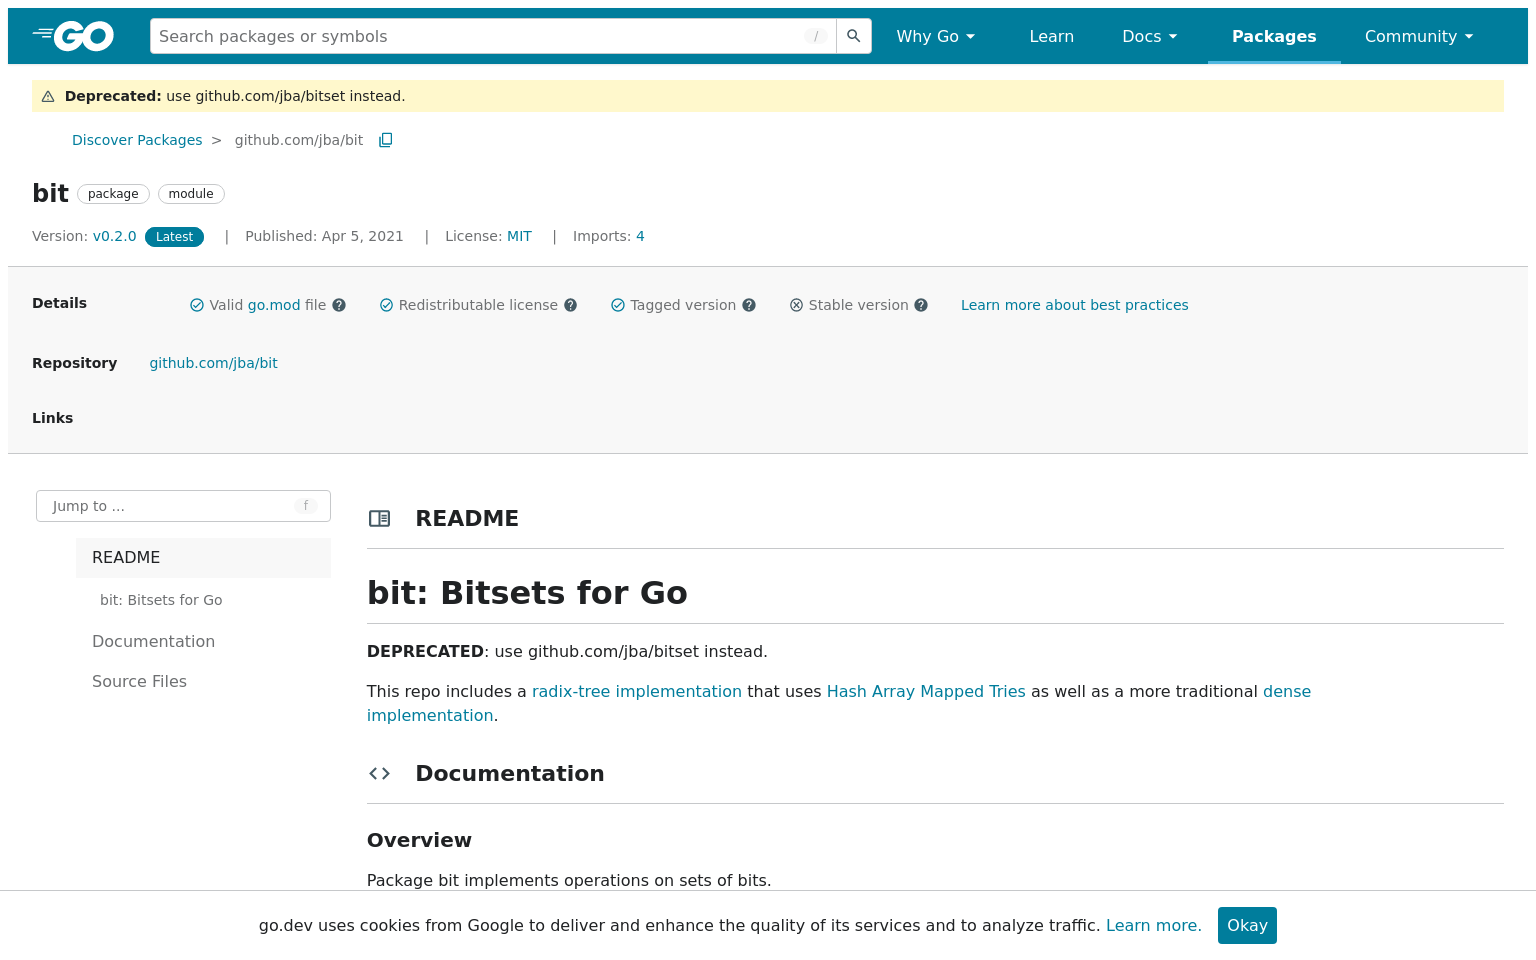 GO
Search packages or symbols /
Why Go
Learn
Docs
Packages
Community
Deprecated: use github.com/jba/bitset instead.
Discover Packages > github.com/jba/bit
bit package module
Version: v0.2.0 Latest | Published: Apr 5, 2021 | License: MIT | Imports: 4
Details
Valid go.mod file
Redistributable license
Tagged version
Stable version
Learn more about best practices
Repository
github.com/jba/bit
Links
Jump to ... f
README
bit: Bitsets for Go
Documentation
Source Files
README
bit: Bitsets for Go
DEPRECATED: use github.com/jba/bitset instead.
This repo includes a radix-tree implementation that uses Hash Array Mapped Tries as well as a more traditional dense
implementation.
Documentation
Overview
Package bit implements operations on sets of bits.
go.dev uses cookies from Google to deliver and enhance the quality of its services and to analyze traffic. Learn more. Okay